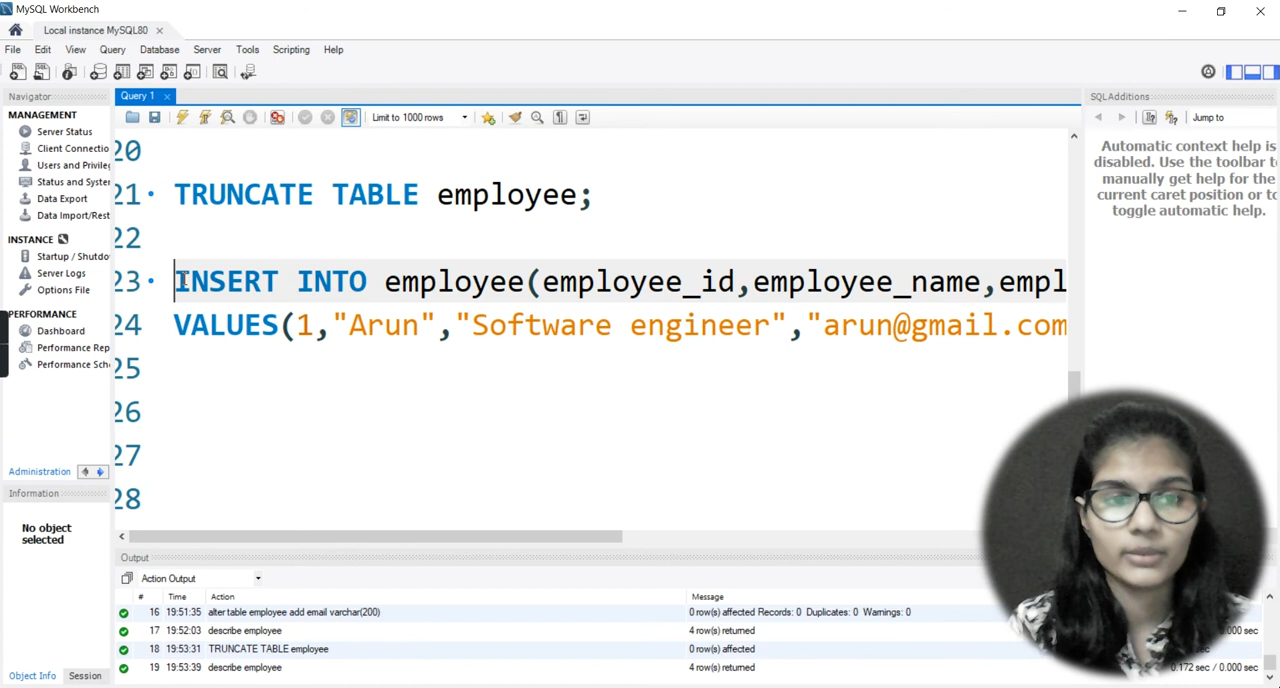 MySQL Workbench
Local instance MySQL80
File Edit View Query Database Server Tools Scripting Help
Navigator
MANAGEMENT
Server Status
Client Connectio
Users and Privileg
Status and Syster
Data Export
Data Import/Rest
INSTANCE
Startup / Shutdo
Server Logs
Options File
PERFORMANCE
Dashboard
Performance Rep
Performance Sch
Administration
Information
No object
selected
Object Info Session
Query 1
Limit to 1000 rows
20
21 TRUNCATE TABLE employee;
22
23 INSERT INTO employee(employee_id,employee_name,empl
24 VALUES(1,"Arun","Software engineer","arun@gmail.com
25
26
27
28
Output
Action Output
# Time Action Message
16 19:51:35 alter table employee add email varchar(200) 0 row(s) affected Records: 0 Duplicates: 0 Warnings: 0
17 19:52:03 describe employee 4 row(s) returned 0.000 sec
18 19:53:31 TRUNCATE TABLE employee 0 row(s) affected sec
19 19:53:39 describe employee 4 row(s) returned 0.172 sec / 0.000 sec
SQLAdditions
Jump to
Automatic context help is
disabled. Use the toolbar t
manually get help for the
current caret position or to
toggle automatic help.